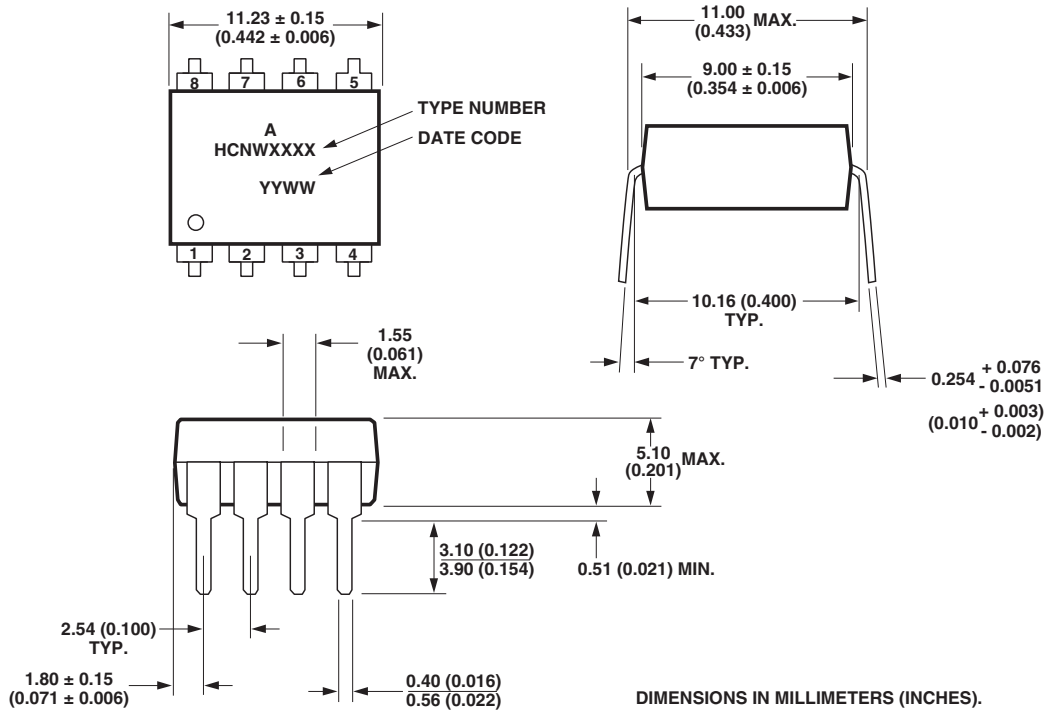 11.23 ± 0.15
(0.442 ± 0.006)
8 7 6 5
A
HCNWXXXX
YYWW
TYPE NUMBER
DATE CODE
1 2 3 4
11.00
(0.433)
MAX.
9.00 ± 0.15
(0.354 ± 0.006)
10.16 (0.400)
TYP.
7° TYP.
0.254 + 0.076
- 0.0051
(0.010 + 0.003)
- 0.002)
1.55
(0.061)
MAX.
5.10
(0.201)
MAX.
3.10 (0.122)
3.90 (0.154)
0.51 (0.021) MIN.
2.54 (0.100)
TYP.
1.80 ± 0.15
(0.071 ± 0.006)
0.40 (0.016)
0.56 (0.022)
DIMENSIONS IN MILLIMETERS (INCHES).